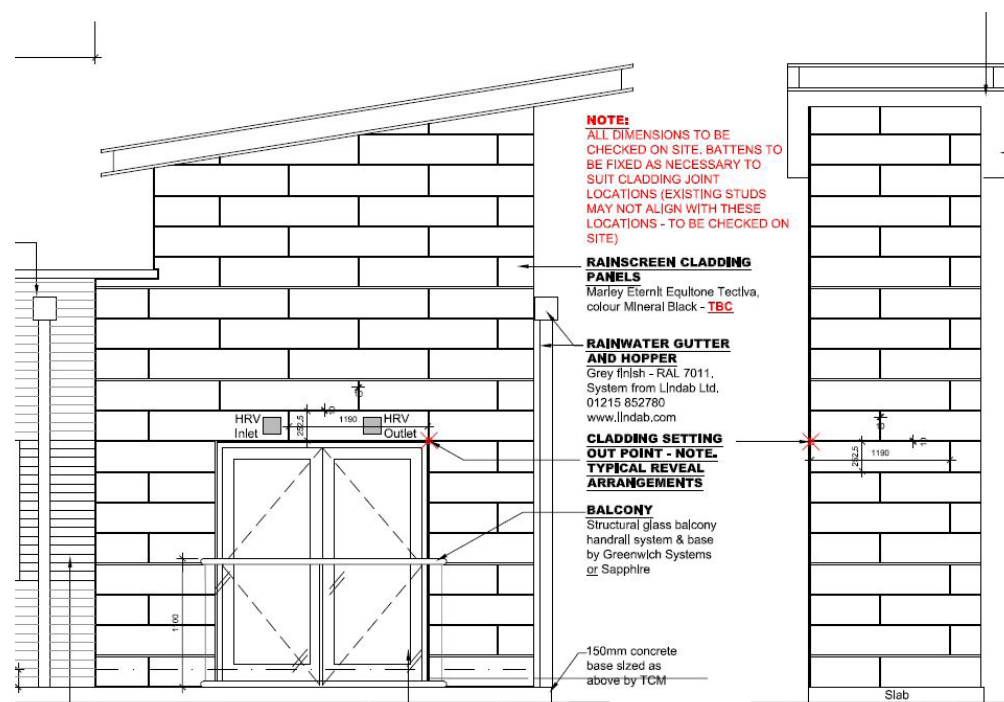 NOTE:
ALL DIMENSIONS TO BE
CHECKED ON SITE. BATTENS TO
BE FIXED AS NECESSARY TO
SUIT CLADDING JOINT
LOCATIONS (EXISTING STUDS
MAY NOT ALIGN WITH THESE
LOCATIONS - TO BE CHECKED ON
SITE)
RAINSCREEN CLADDING
PANELS
Marley Eternit Equitone Tectiva,
colour Mineral Black - TBC
RAINWATER GUTTER
AND HOPPER
Grey finish - RAL 7011.
System from Lindab Ltd.
01215 852780
www.lindab.com
CLADDING SETTING
OUT POINT - NOTE.
TYPICAL REVEAL
ARRANGEMENTS
BALCONY
Structural glass balcony
handrail system & base
by Greenwich Systems
or Sapphire
150mm concrete
base sized as
above by TCM
HRV
Inlet
252.5
10
1190
10
HRV
Outlet
1100
10
10
252.5
1190
Slab